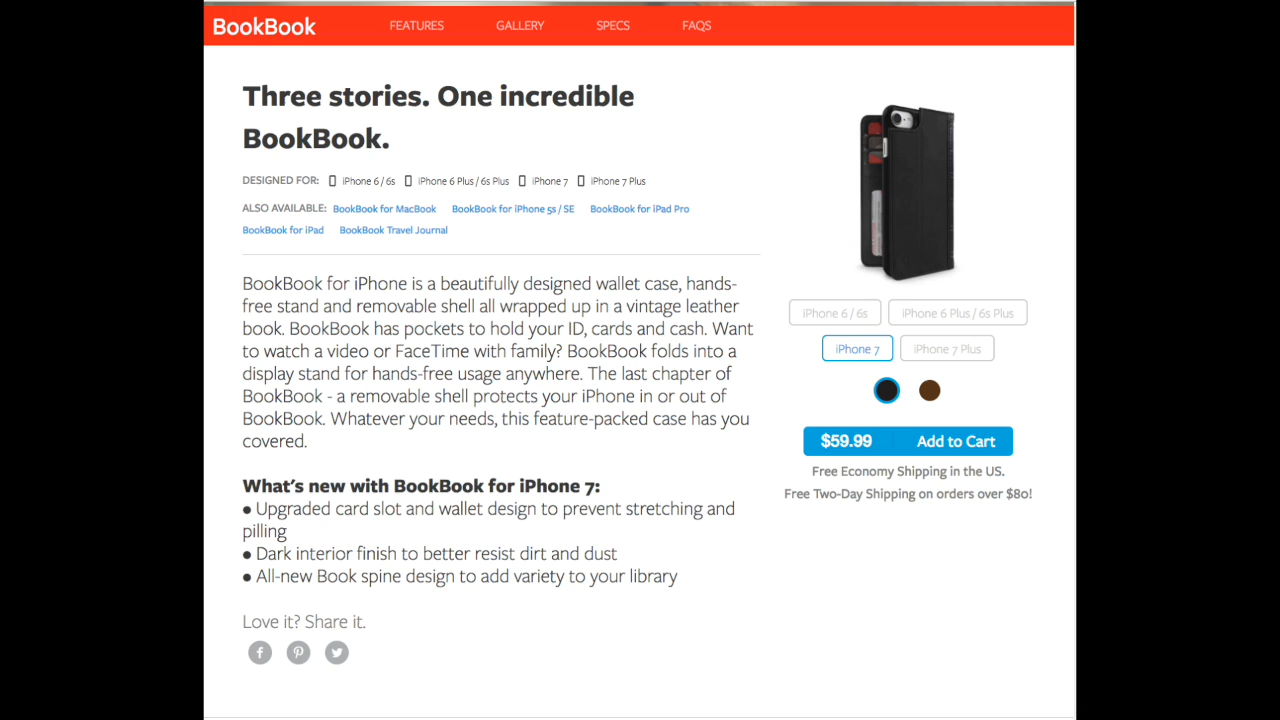 BookBook FEATURES GALLERY SPECS FAQS
Three stories. One incredible
BookBook.
DESIGNED FOR: iPhone 6 / 6s iPhone 6 Plus / 6s Plus iPhone 7 iPhone 7 Plus
ALSO AVAILABLE: BookBook for MacBook BookBook for iPhone 5s / SE BookBook for iPad Pro
BookBook for iPad BookBook Travel Journal
BookBook for iPhone is a beautifully designed wallet case, hands-
free stand and removable shell all wrapped up in a vintage leather
book. BookBook has pockets to hold your ID, cards and cash. Want
to watch a video or FaceTime with family? BookBook folds into a
display stand for hands-free usage anywhere. The last chapter of
BookBook - a removable shell protects your iPhone in or out of
BookBook. Whatever your needs, this feature-packed case has you
covered.
What's new with BookBook for iPhone 7:
● Upgraded card slot and wallet design to prevent stretching and
pilling
● Dark interior finish to better resist dirt and dust
● All-new Book spine design to add variety to your library
Love it? Share it.
iPhone 6 / 6s iPhone 6 Plus / 6s Plus
iPhone 7 iPhone 7 Plus
$59.99 Add to Cart
Free Economy Shipping in the US.
Free Two-Day Shipping on orders over $80!